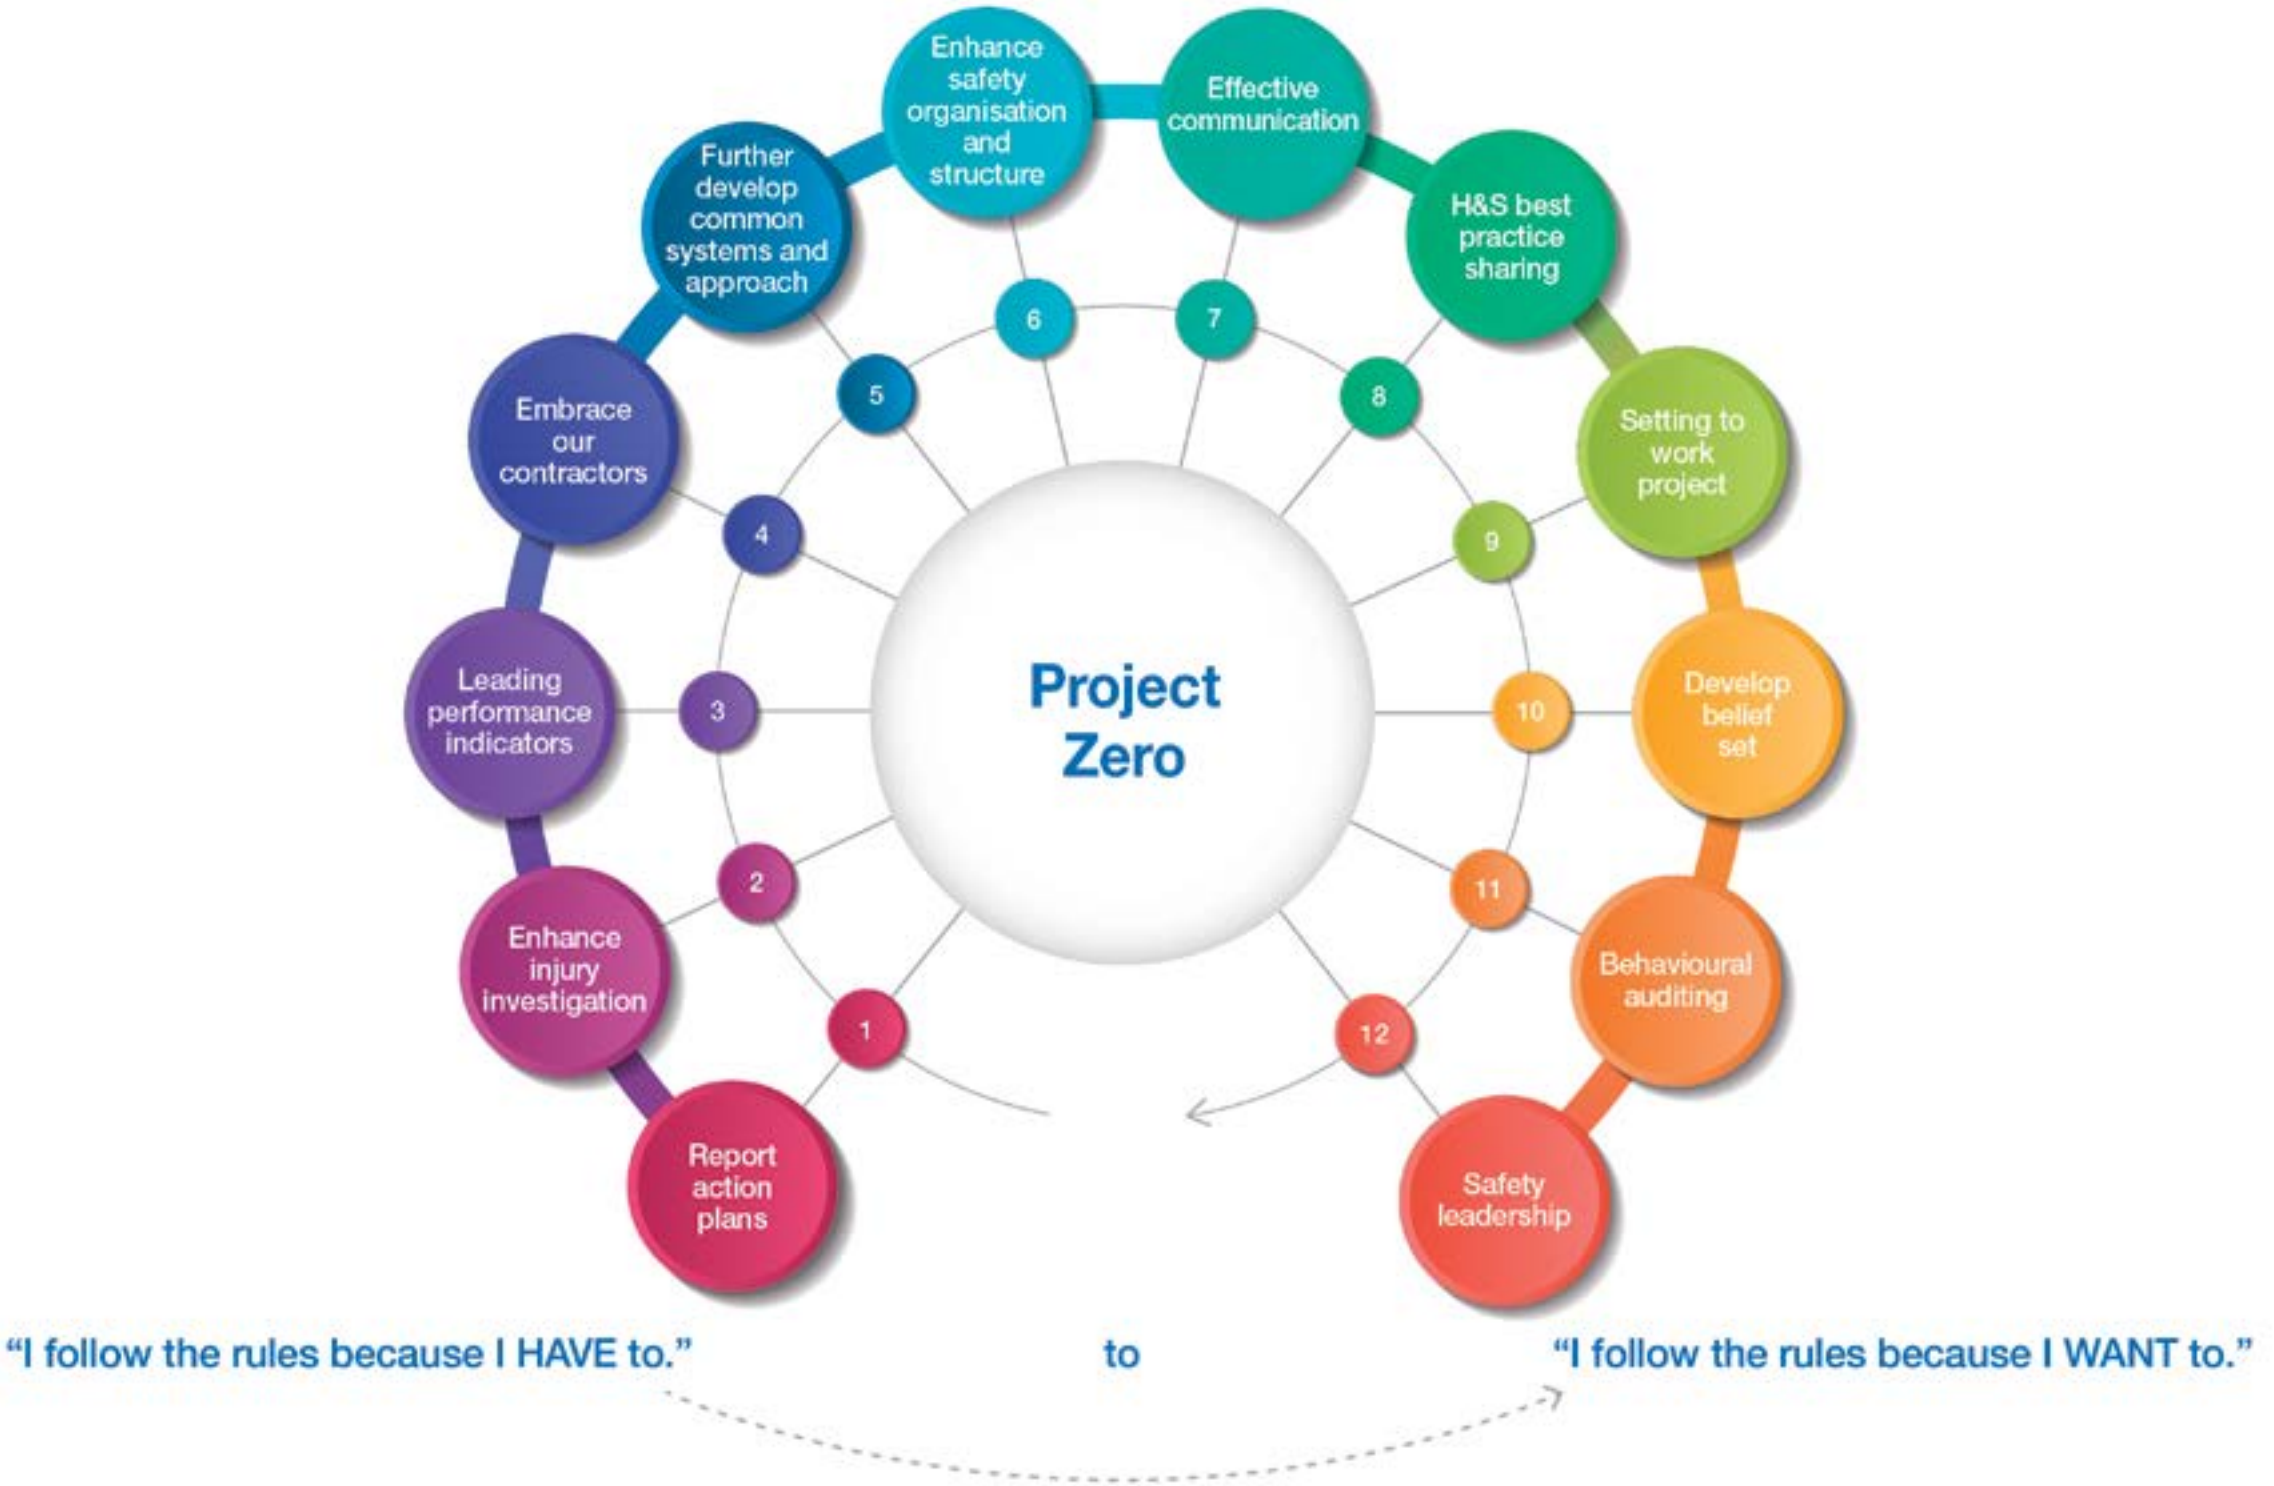 Enhance
safety
organisation
and
structure
Effective
communication
Further
develop
common
systems and
approach
H&S best
practice
sharing
6
7
5
8
Embrace
our
contractors
Setting to
work
project
4
9
Leading
performance
indicators
3
Project
Zero
10
Develop
belief
set
2
11
Enhance
injury
investigation
Behavioural
auditing
1
12
Report
action
plans
Safety
leadership
“I follow the rules because I HAVE to.”
to
“I follow the rules because I WANT to.”